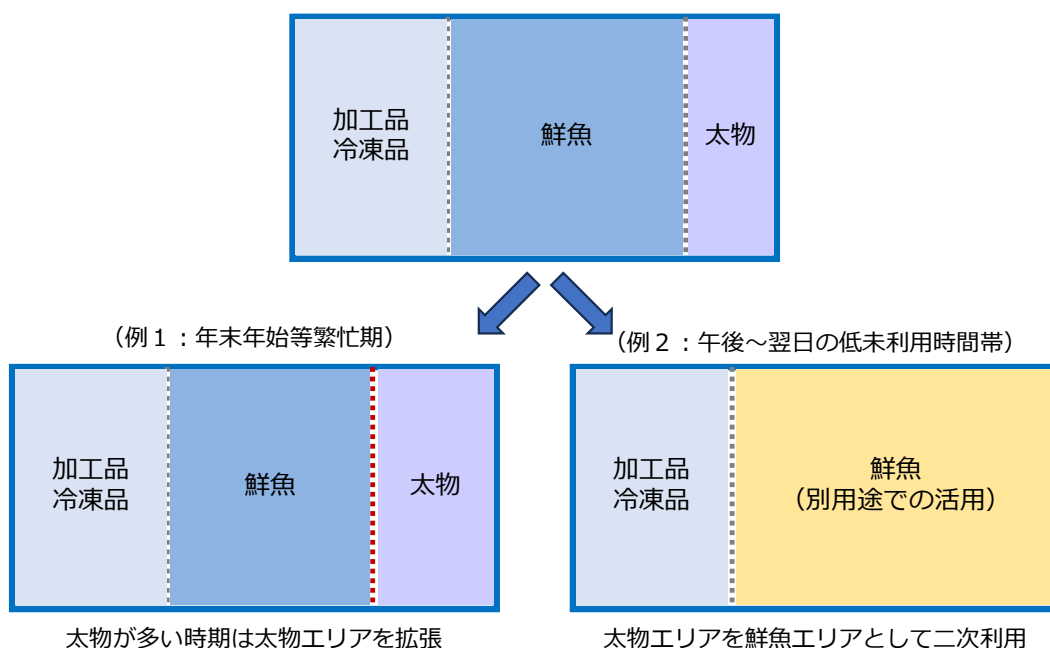 加工品
冷凍品
鮮魚
太物
（例１：年末年始等繁忙期）
（例２：午後～翌日の低未利用時間帯）
加工品
冷凍品
鮮魚
太物
加工品
冷凍品
鮮魚
（別用途での活用）
太物が多い時期は太物エリアを拡張
太物エリアを鮮魚エリアとして二次利用